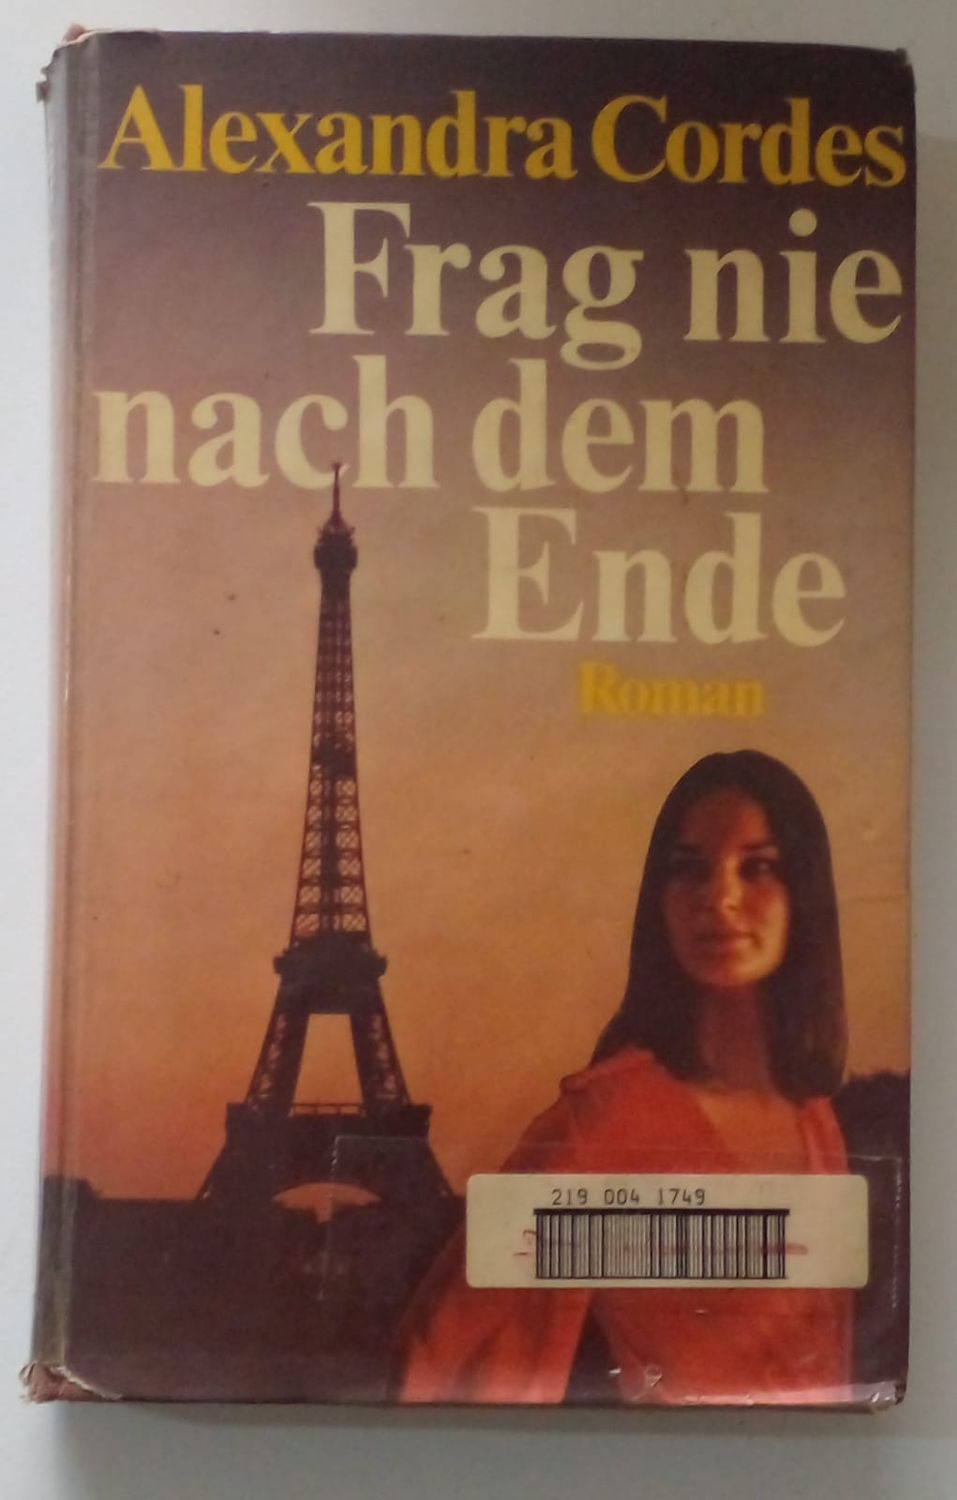 Alexandra Cordes
Frag nie
nach dem
Ende
Roman
219 004 1749